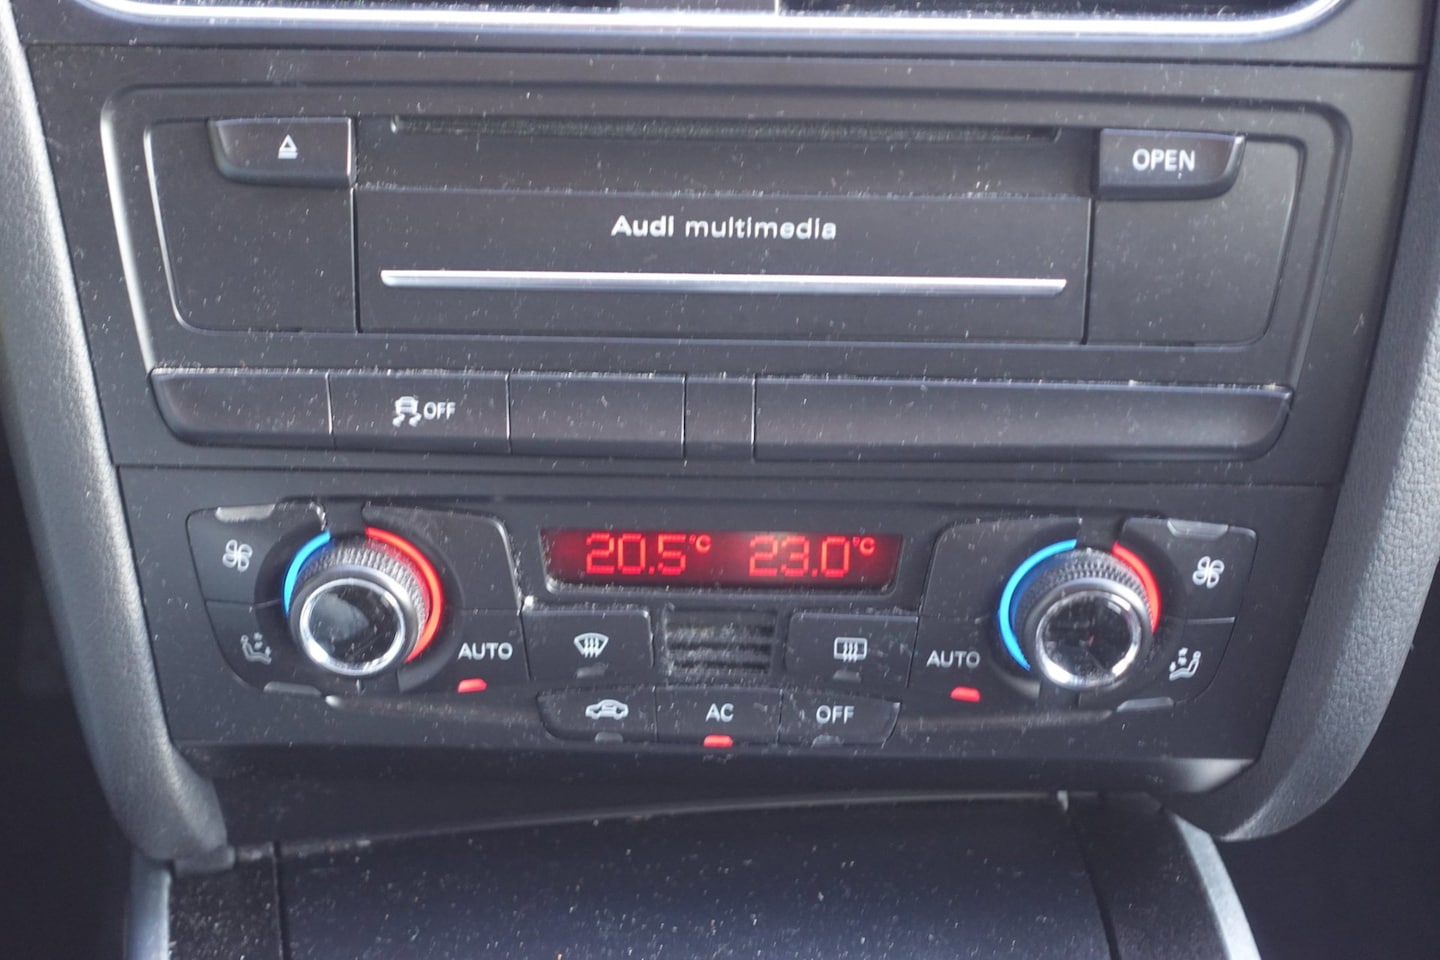 OPEN
Audi multimedia
OFF
20.5°C 23.0°C
AUTO
AUTO
AC
OFF